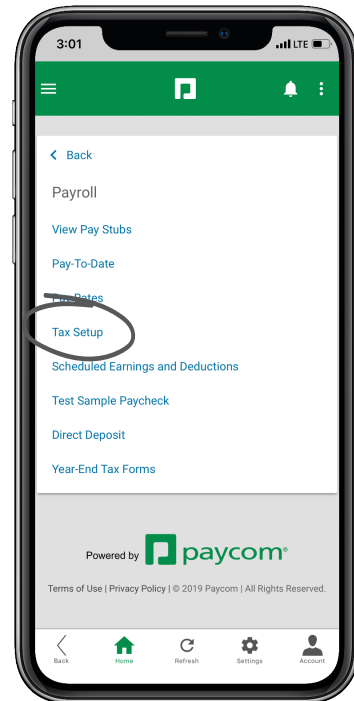 3:01
LTE
Back
Payroll
View Pay Stubs
Pay-To-Date
Pay Rates
Tax Setup
Scheduled Earnings and Deductions
Test Sample Paycheck
Direct Deposit
Year-End Tax Forms
Powered by paycom®
Terms of Use | Privacy Policy | © 2019 Paycom | All Rights Reserved.
Back Home Refresh Settings Account